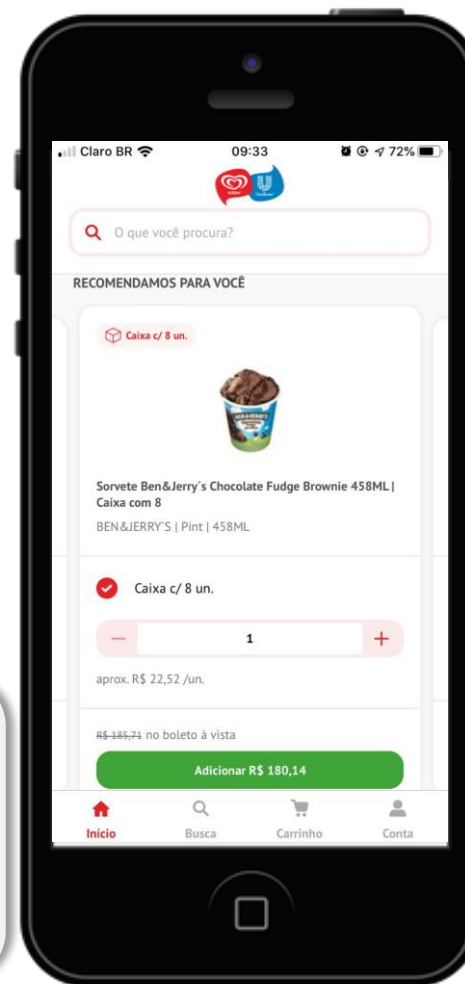 Claro BR
09:33
72%
O que você procura?
RECOMENDAMOS PARA VOCÊ
Caixa c/ 8 un.
BEN&JERRY'S
Sorvete Ben&Jerry´s Chocolate Fudge Brownie 458ML |
Caixa com 8
BEN&JERRY'S | Pint | 458ML
Caixa c/ 8 un.
1
aprox. R$ 22,52 /un.
R$ 185,71 no boleto à vista
Adicionar R$ 180,14
Início
Busca
Carrinho
Conta